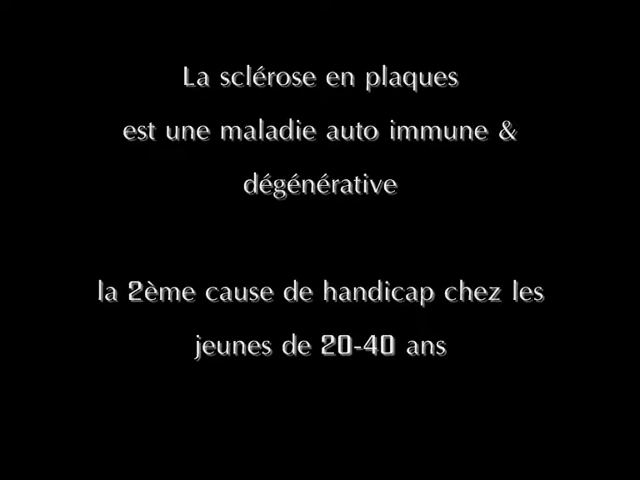 La sclérose en plaques
est une maladie auto immune &
dégénérative
la 2ème cause de handicap chez les
jeunes de 20-40 ans